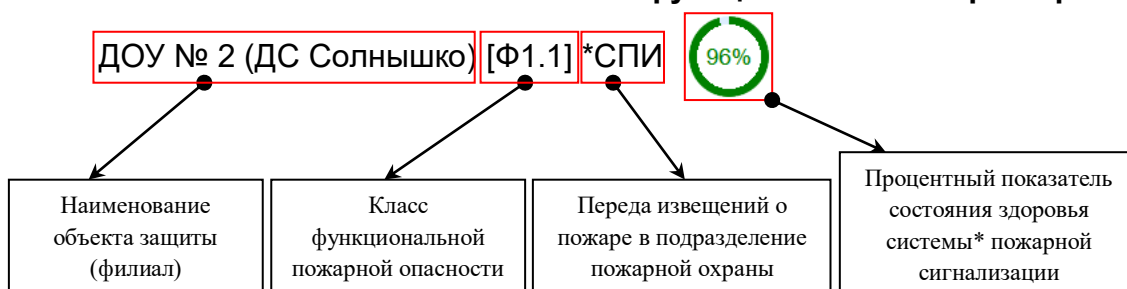 ДОУ № 2 (ДС Солнышко) [Ф1.1] *СПИ 96%
Наименование
объекта защиты
(филиал)
Класс
функциональной
пожарной опасности
Переда извещений о
пожаре в подразделение
пожарной охраны
Процентный показатель
состояния здоровья
системы* пожарной
сигнализации